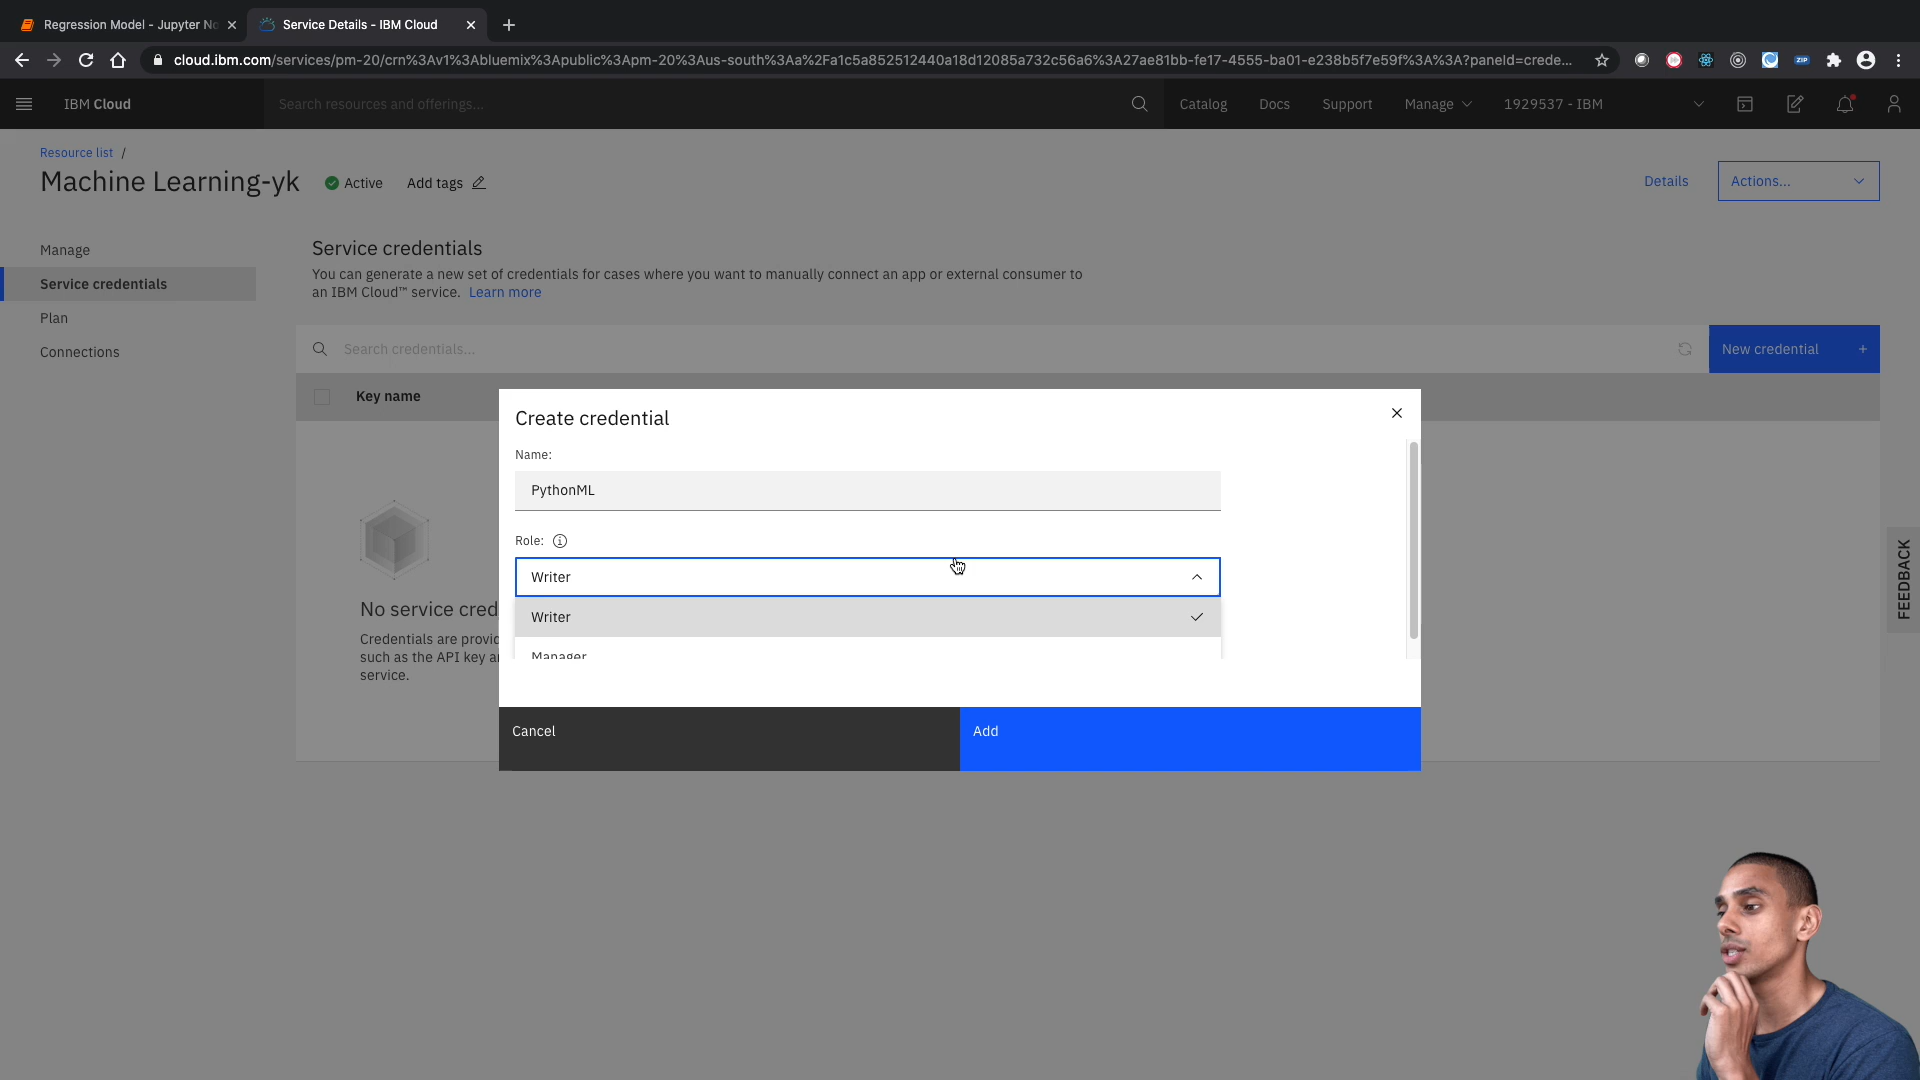 Regression Model - Jupyter No
Service Details - IBM Cloud
cloud.ibm.com/services/pm-20/crn%3Av1%3Abluemix%3Apublic%3Apm-20%3Aus-south%3Aa%2Fa1c5a852512440a18d12085a732c56a6%3A27ae81bb-fe17-4555-ba01-e238b5f7e59f%3A%3A?paneId=crede...
ZIP
IBM Cloud
Search resources and offerings...
Catalog
Docs
Support
Manage
1929537 - IBM
Resource list /
Machine Learning-yk
Active
Add tags
Details
Actions...
Manage
Service credentials
Plan
Connections
Service credentials
You can generate a new set of credentials for cases where you want to manually connect an app or external consumer to
an IBM Cloud™ service. Learn more
Search credentials...
New credential +
Key name
Create credential
Name:
PythonML
Role:
Writer
Writer
Manager
Cancel
Add
No service cred
Credentials are provid
such as the API key a
service.
FEEDBACK